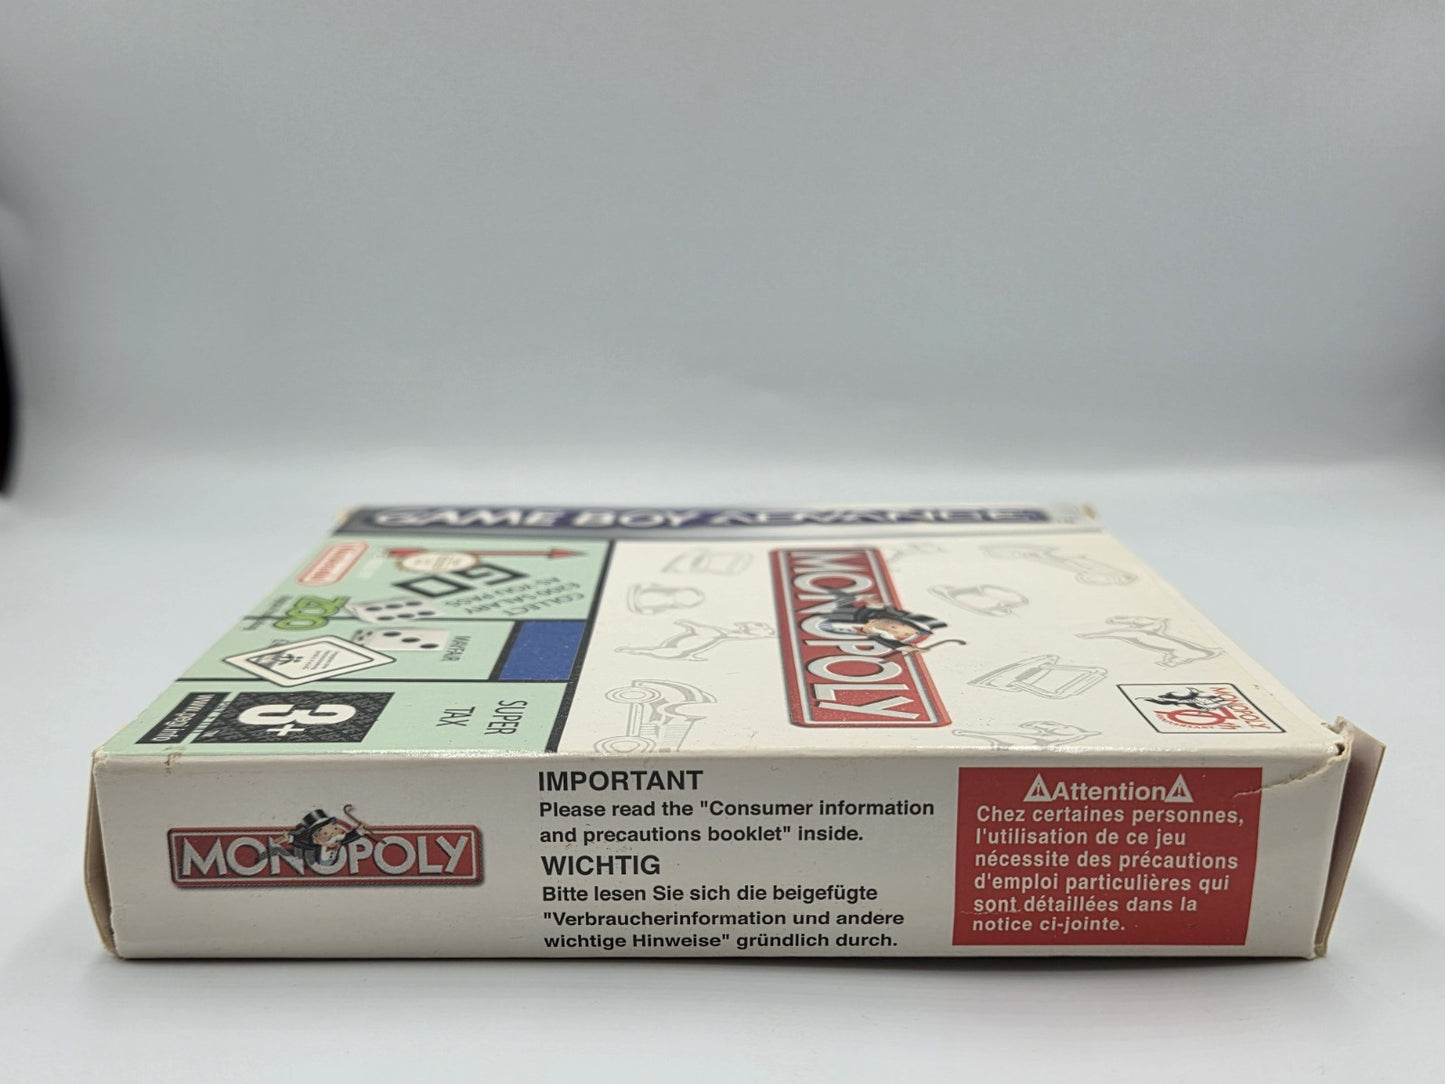 GAME BOY ADVANCE
Nintendo
GO
COLLECT
£200 SALARY
AS YOU PASS
MAYFAIR
SUPER
TAX
3+
MONOPOLY
MONOPOLY
MONOPOLY
IMPORTANT
Please read the "Consumer information
and precautions booklet" inside.
WICHTIG
Bitte lesen Sie sich die beigefügte
"Verbraucherinformation und andere
wichtige Hinweise" gründlich durch.
⚠Attention⚠
Chez certaines personnes,
l'utilisation de ce jeu
nécessite des précautions
d'emploi particulières qui
sont détaillées dans la
notice ci-jointe.